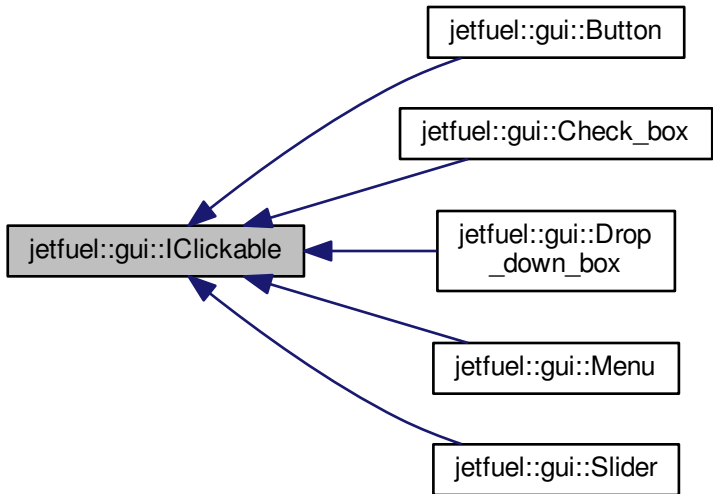 jetfuel::gui::Button
jetfuel::gui::Check_box
jetfuel::gui::IClickable
jetfuel::gui::Drop
_down_box
jetfuel::gui::Menu
jetfuel::gui::Slider